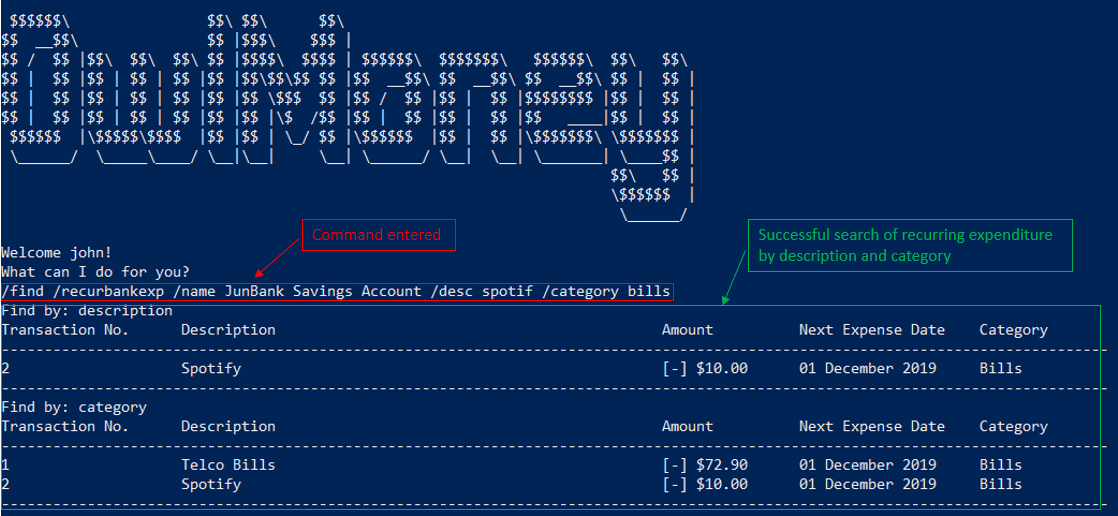 $$$$$$\                $$\ $$\      $$\
$$  __$$\               $$ |$$$\    $$$ |
$$ /  $$ |$$\  $$\  $$\ $$ |$$$$\  $$$$ | $$$$$$\  $$$$$$$\   $$$$$$\  $$\   $$\
$$ |  $$ |$$ | $$ | $$ |$$ |$$\$$\$$ $$ |$$  __$$\ $$  __$$\ $$  __$$\ $$ |  $$ |
$$ |  $$ |$$ | $$ | $$ |$$ |$$ \$$$  $$ |$$ /  $$ |$$ |  $$ |$$$$$$$$ |$$ |  $$ |
$$ |  $$ |$$ | $$ | $$ |$$ |$$ |\$  /$$ |$$ |  $$ |$$ |  $$ |$$   ____|$$ |  $$ |
 $$$$$$  |\$$$$$\$$$$  |$$ |$$ | \_/ $$ |\$$$$$$  |$$ |  $$ |\$$$$$$$\ \$$$$$$$ |
 \______/  \_____\____/ \__|\__|     \__| \______/ \__|  \__| \_______| \____$$ |
                                                                       $$\   $$ |
                                                                       \$$$$$$  |
                                                                        \______/
Command entered
Successful search of recurring expenditure
by description and category
Welcome john!
What can I do for you?
/find /recurbankexp /name JunBank Savings Account /desc spotif /category bills
Find by: description
Transaction No. Description Amount Next Expense Date Category
2 Spotify [-] $10.00 01 December 2019 Bills
Find by: category
Transaction No. Description Amount Next Expense Date Category
1 Telco Bills [-] $72.90 01 December 2019 Bills
2 Spotify [-] $10.00 01 December 2019 Bills